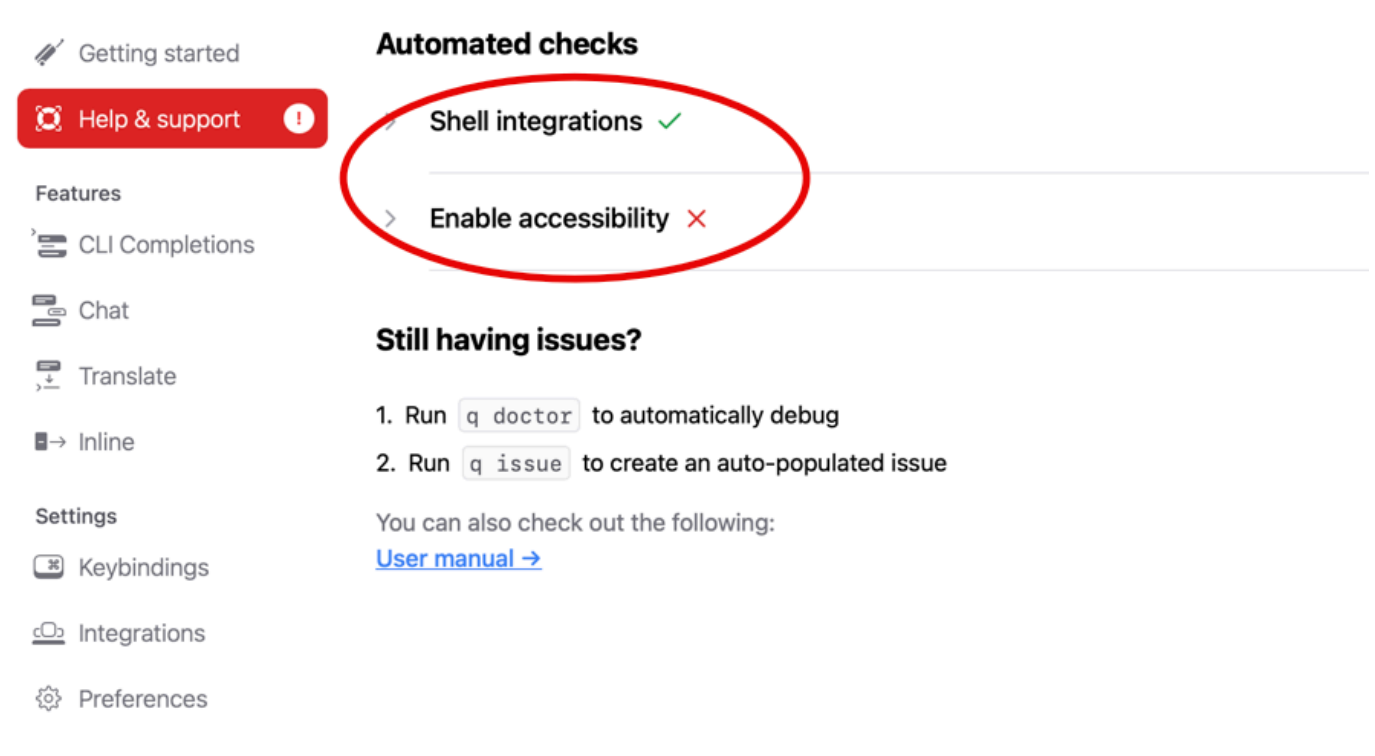 Getting started
Help & support
Features
CLI Completions
Chat
Translate
Inline
Settings
Keybindings
Integrations
Preferences
Automated checks
Shell integrations
Enable accessibility
Still having issues?
1. Run q doctor to automatically debug
2. Run q issue to create an auto-populated issue
You can also check out the following:
User manual →